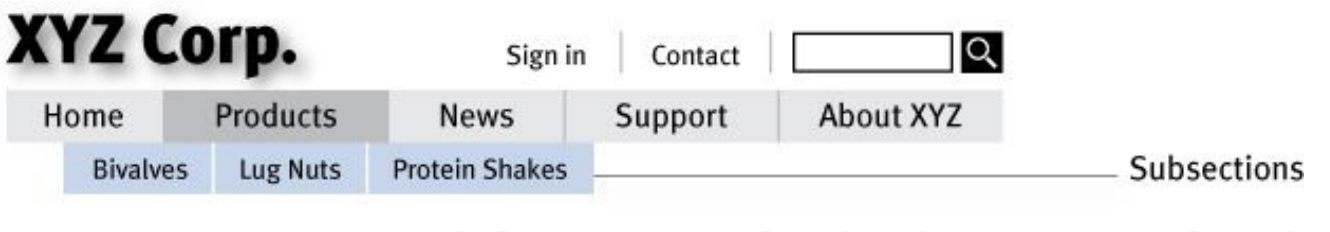 XYZ Corp.
Sign in Contact
Home Products News Support About XYZ
Bivalves Lug Nuts Protein Shakes Subsections